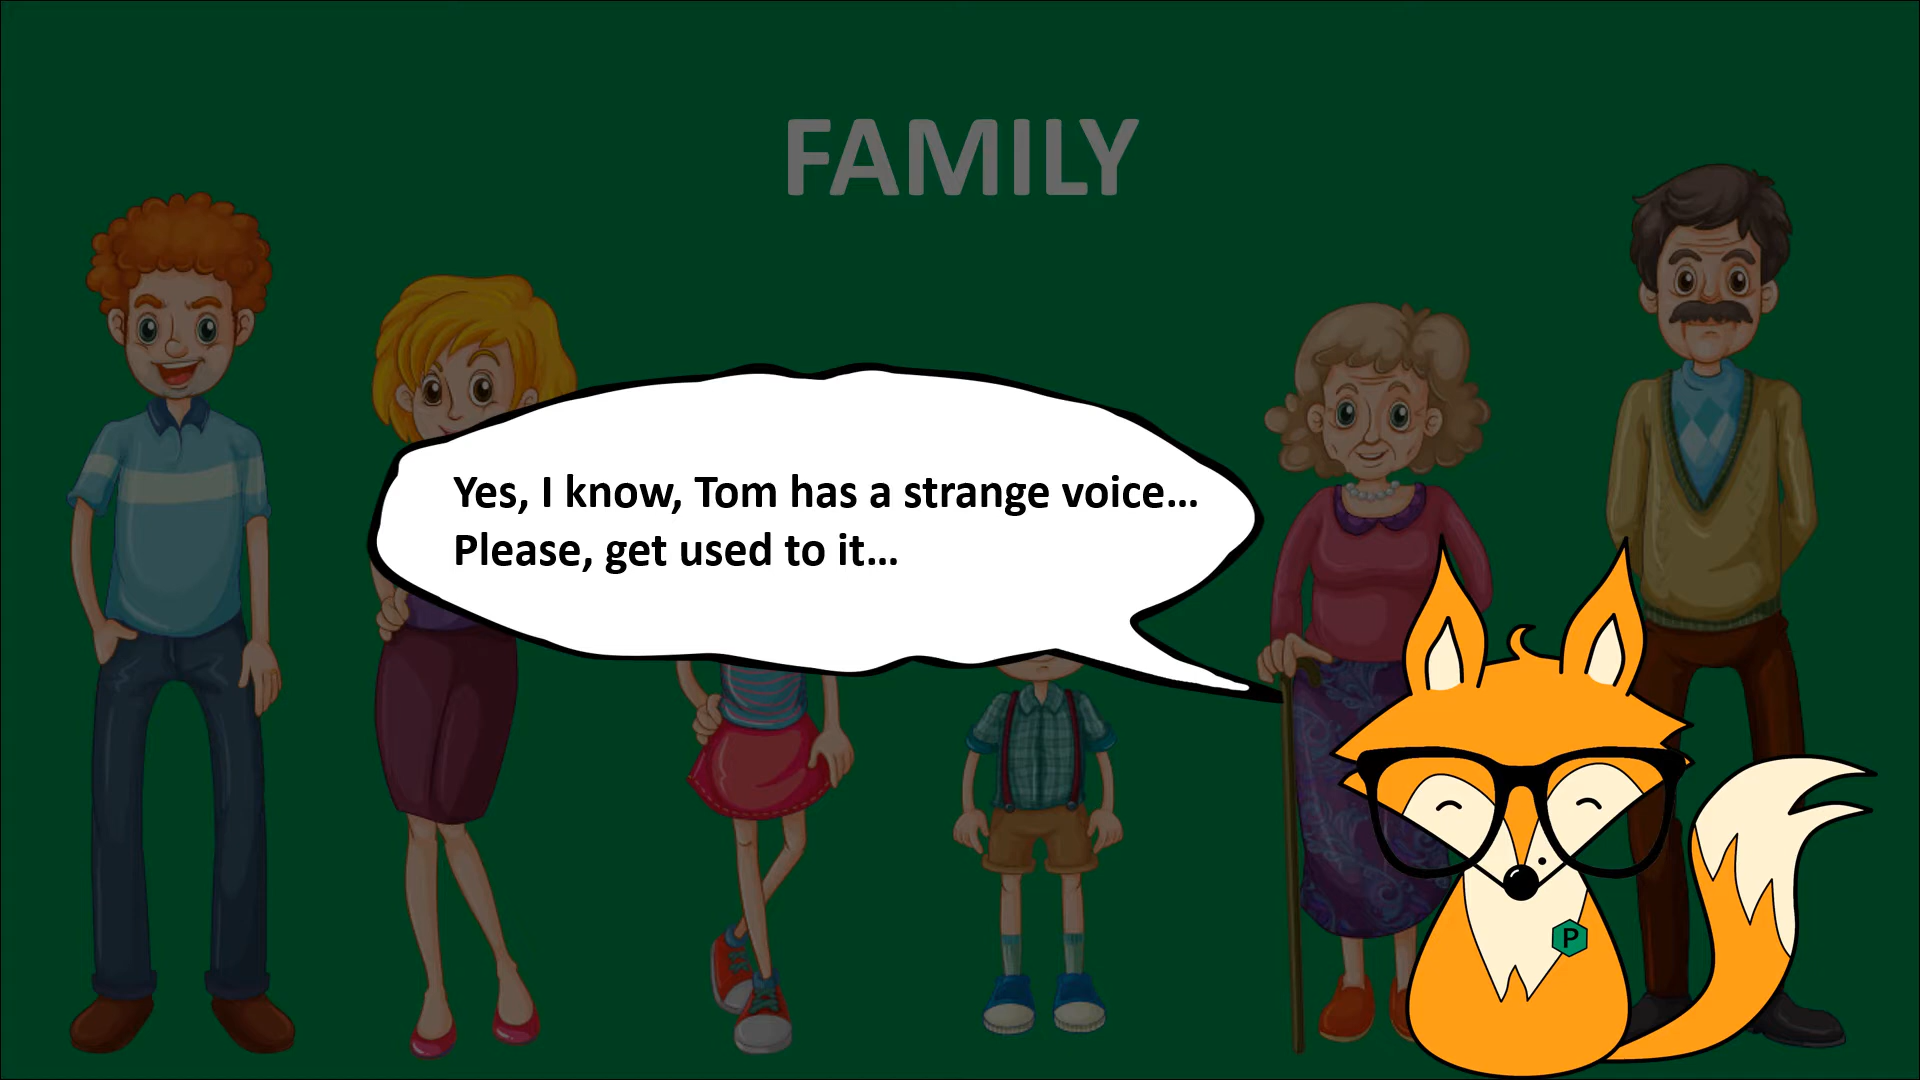 FAMILY
Yes, I know, Tom has a strange voice…
Please, get used to it…
P